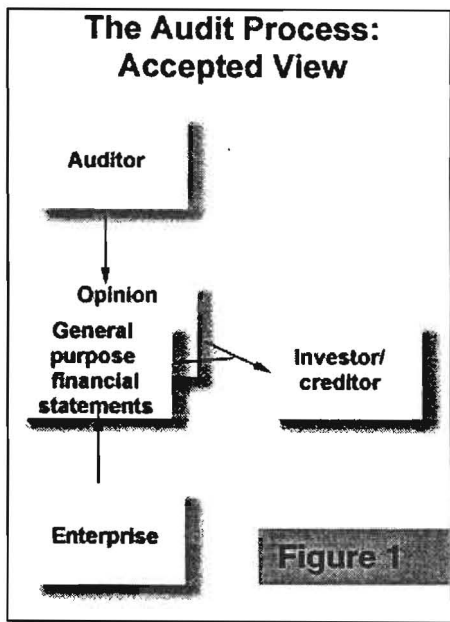 The Audit Process:
Accepted View
Auditor
Opinion
General
purpose
financial
statements
Investor/
creditor
Enterprise
Figure 1